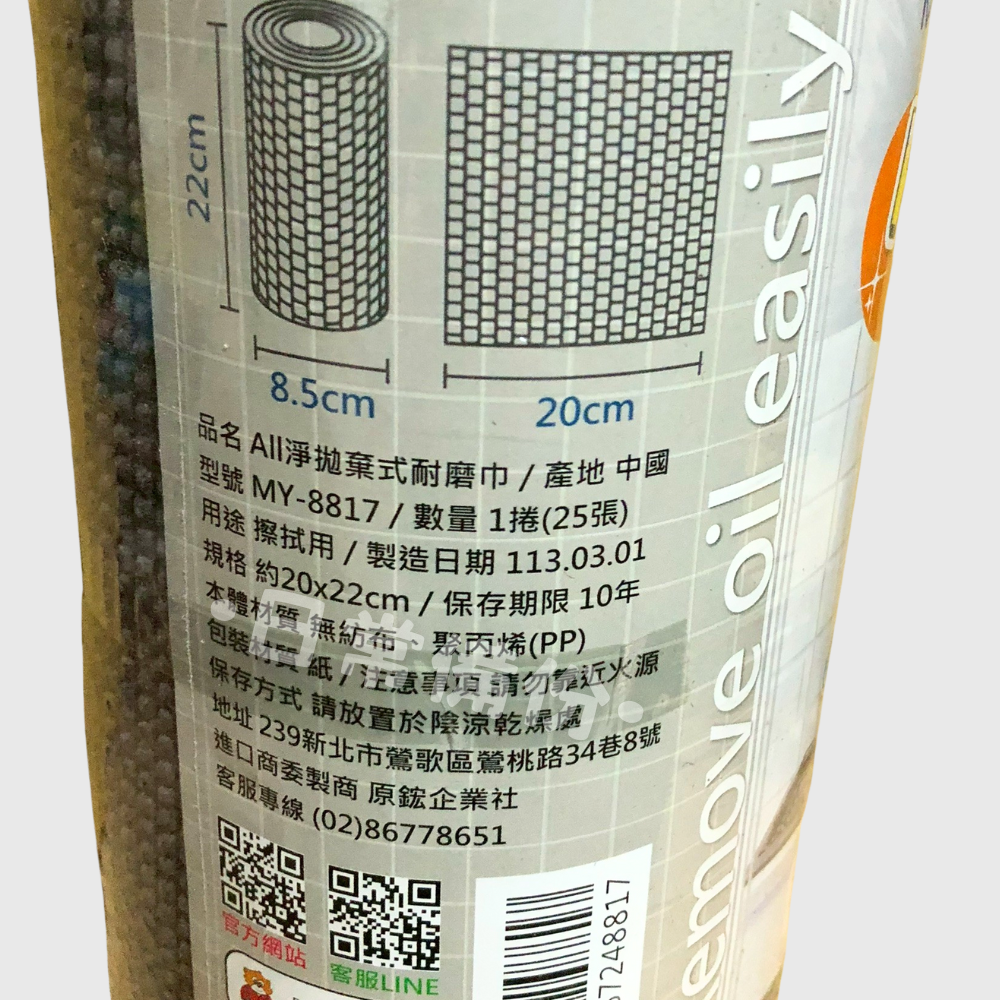 22cm
8.5cm
20cm
品名 All淨拋棄式耐磨巾 / 產地 中國
型號 MY-8817 / 數量 1捲(25張)
用途 擦拭用 / 製造日期 113.03.01
規格 約20x22cm / 保存期限 10年
本體材質 無紡布、聚丙烯(PP)
包裝材質 紙 / 注意事項 請勿靠近火源
保存方式 請放置於陰涼乾燥處
地址 239新北市鶯歌區鶯桃路34巷8號
進口商委製商 原鋐企業社
客服專線 (02)86778651
官方網站
客服LINE
67248817
emove oil easily
日常備份